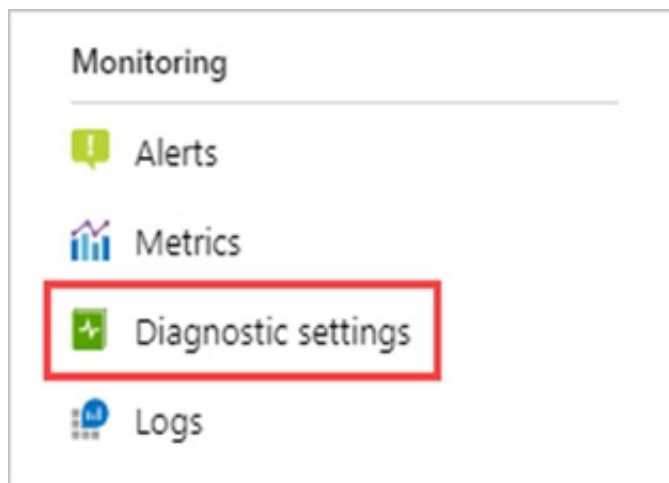 Monitoring
Alerts
Metrics
Diagnostic settings
Logs